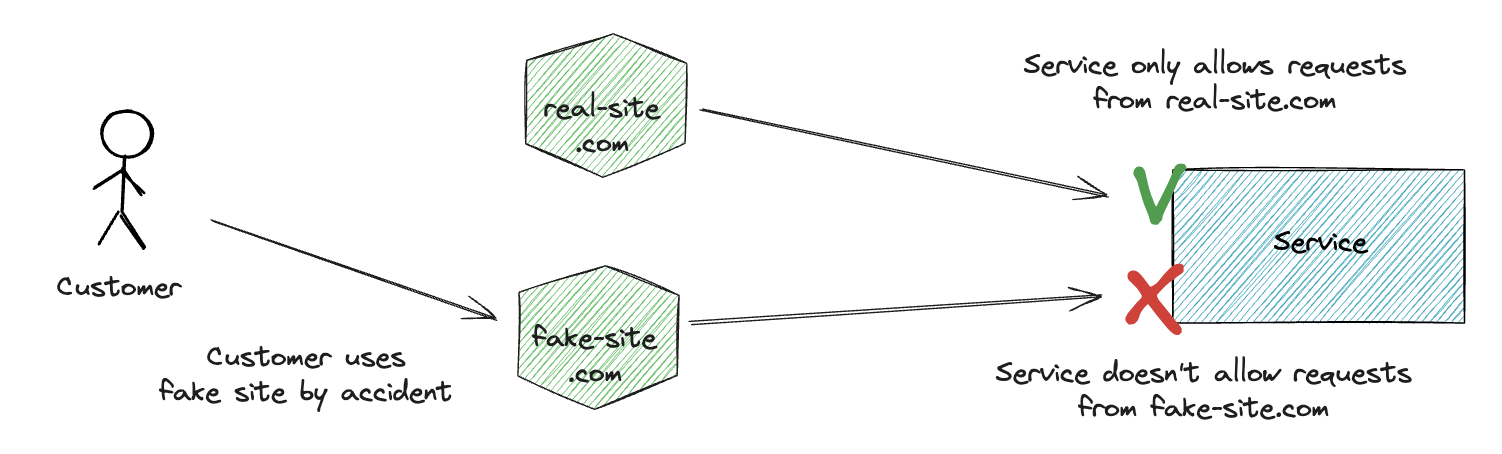 Service only allows requests
from real-site.com
real-site
.com
Service
Customer
fake-site
.com
Customer uses
fake site by accident
Service doesn't allow requests
from fake-site.com